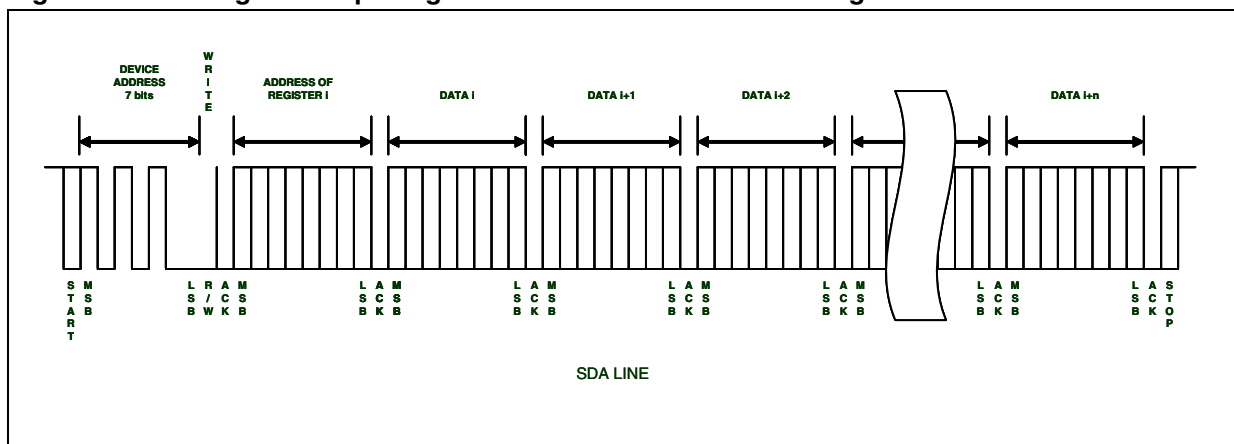 WRITE
DEVICE
ADDRESS
7 bits
ADDRESS OF
REGISTER i
DATA i
DATA i+1
DATA i+2
DATA i+n
START
MSB
LSB
R/W
ACK
MSB
LSB
ACK
MSB
LSB
ACK
MSB
LSB
ACK
MSB
LSB
ACK
MSB
LSB
ACK
MSB
LSB
ACK
STOP
SDA LINE